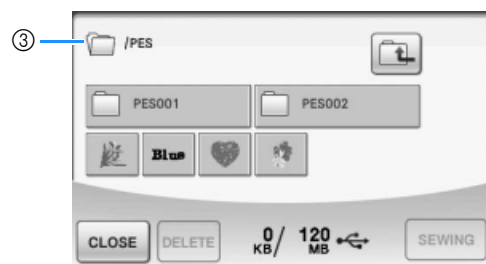 ③
/PES
PES001 PES002
Blue
CLOSE DELETE 0 KB/ 120 MB SEWING